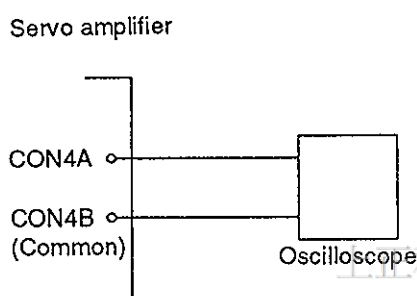 Servo amplifier
CON4A
CON4B
(Common)
Oscilloscope